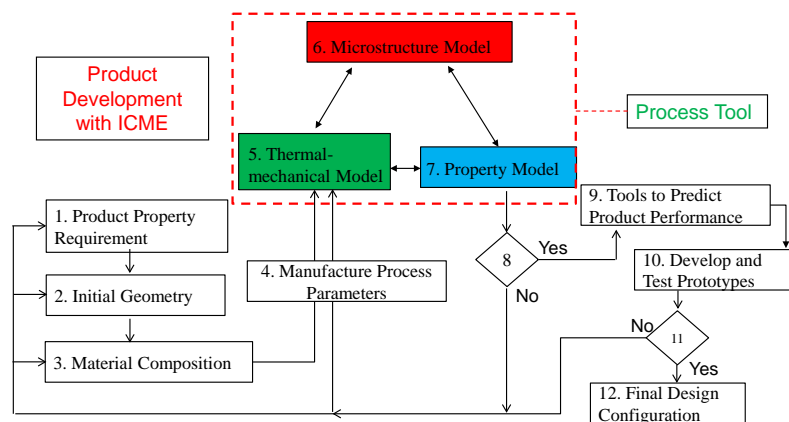 Product
Development
with ICME
6. Microstructure Model
Process Tool
5. Thermal-
mechanical Model
7. Property Model
1. Product Property
Requirement
2. Initial Geometry
3. Material Composition
4. Manufacture Process
Parameters
8
Yes
No
9. Tools to Predict
Product Performance
10. Develop and
Test Prototypes
No
11
Yes
12. Final Design
Configuration